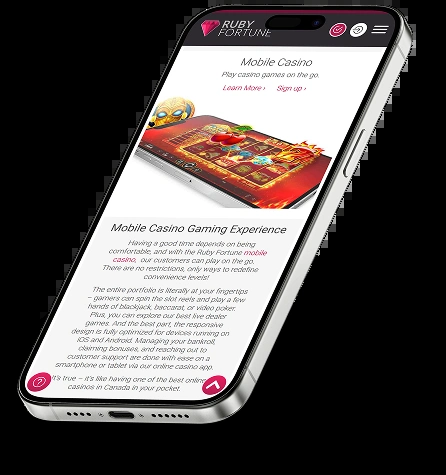 RUBY
FORTUNE
Mobile Casino
Play casino games on the go.
Learn More › Sign up ›
Mobile Casino Gaming Experience
Having a good time depends on being
comfortable, and with the Ruby Fortune mobile
casino, our customers can play on the go.
There are no restrictions, only ways to redefine
convenience levels!
The entire portfolio is literally at your fingertips
– gamers can spin the slot reels and play a few
hands of blackjack, baccarat, or video poker.
Plus, you can explore our best live dealer
games. And the best part, the responsive
design is fully optimized for devices running on
iOS and Android. Managing your bankroll,
claiming bonuses, and reaching out to
customer support are done with ease on a
smartphone or tablet via our online casino app.
It's true – it's like having one of the best online
casinos in Canada in your pocket.